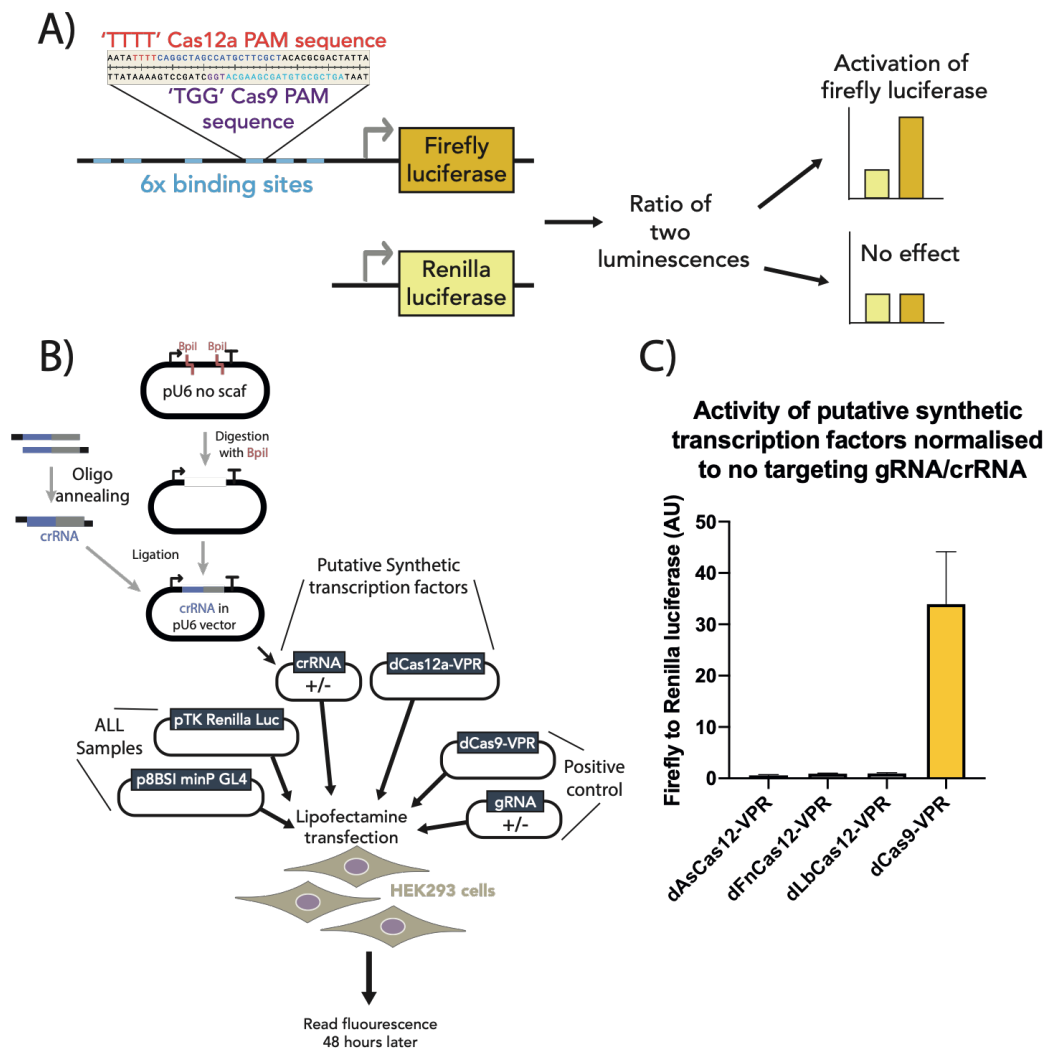 A)
'TTTT' Cas12a PAM sequence
AATATTTTCAGGCTAGCCATGCTTCGCTACACGCGACTATTA
TTATAAAAGTCCGATCGGTACGAAGCGATGTGCGCTGATAAT
'TGG' Cas9 PAM
sequence
6x binding sites
Firefly
luciferase
Renilla
luciferase
Ratio of
two
luminescences
Activation of
firefly luciferase
No effect
B)
BpiI
BpiI
pU6 no scaf
Digestion
with BpiI
Oligo
annealing
crRNA
Ligation
crRNA in
pU6 vector
Putative Synthetic
transcription factors
crRNA
+/-
dCas12a-VPR
ALL
Samples
pTK Renilla Luc
p8BSI minP GL4
dCas9-VPR
gRNA
+/-
Positive
control
Lipofectamine
transfection
HEK293 cells
Read fluourescence
48 hours later
C)
Activity of putative synthetic
transcription factors normalised
to no targeting gRNA/crRNA
Firefly to Renilla luciferase (AU)
50
40
30
20
10
0
dAsCas12-VPR
dFnCas12-VPR
dLbCas12-VPR
dCas9-VPR